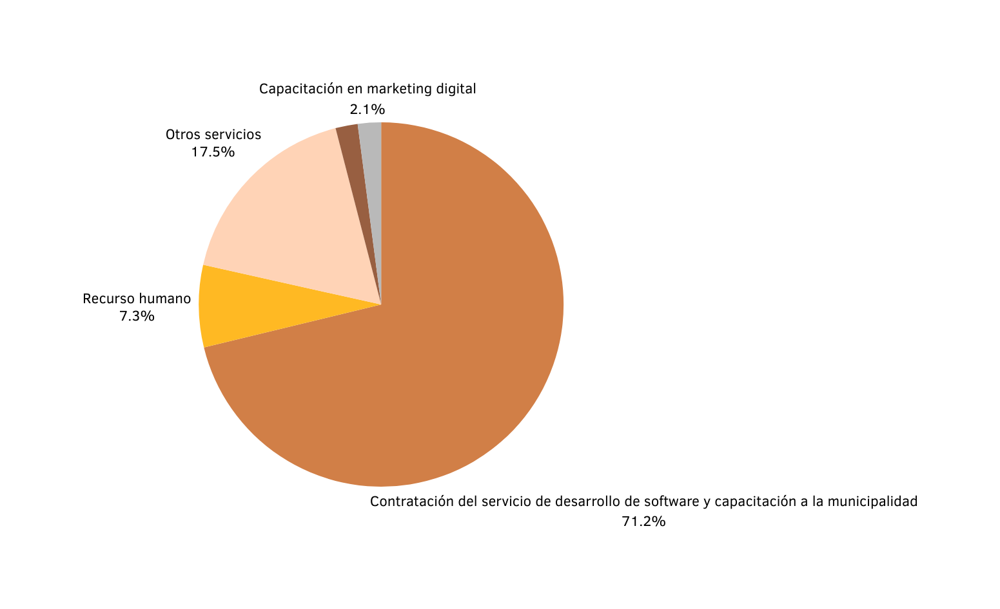 Capacitación en marketing digital
2.1%
Otros servicios
17.5%
Recurso humano
7.3%
Contratación del servicio de desarrollo de software y capacitación a la municipalidad
71.2%